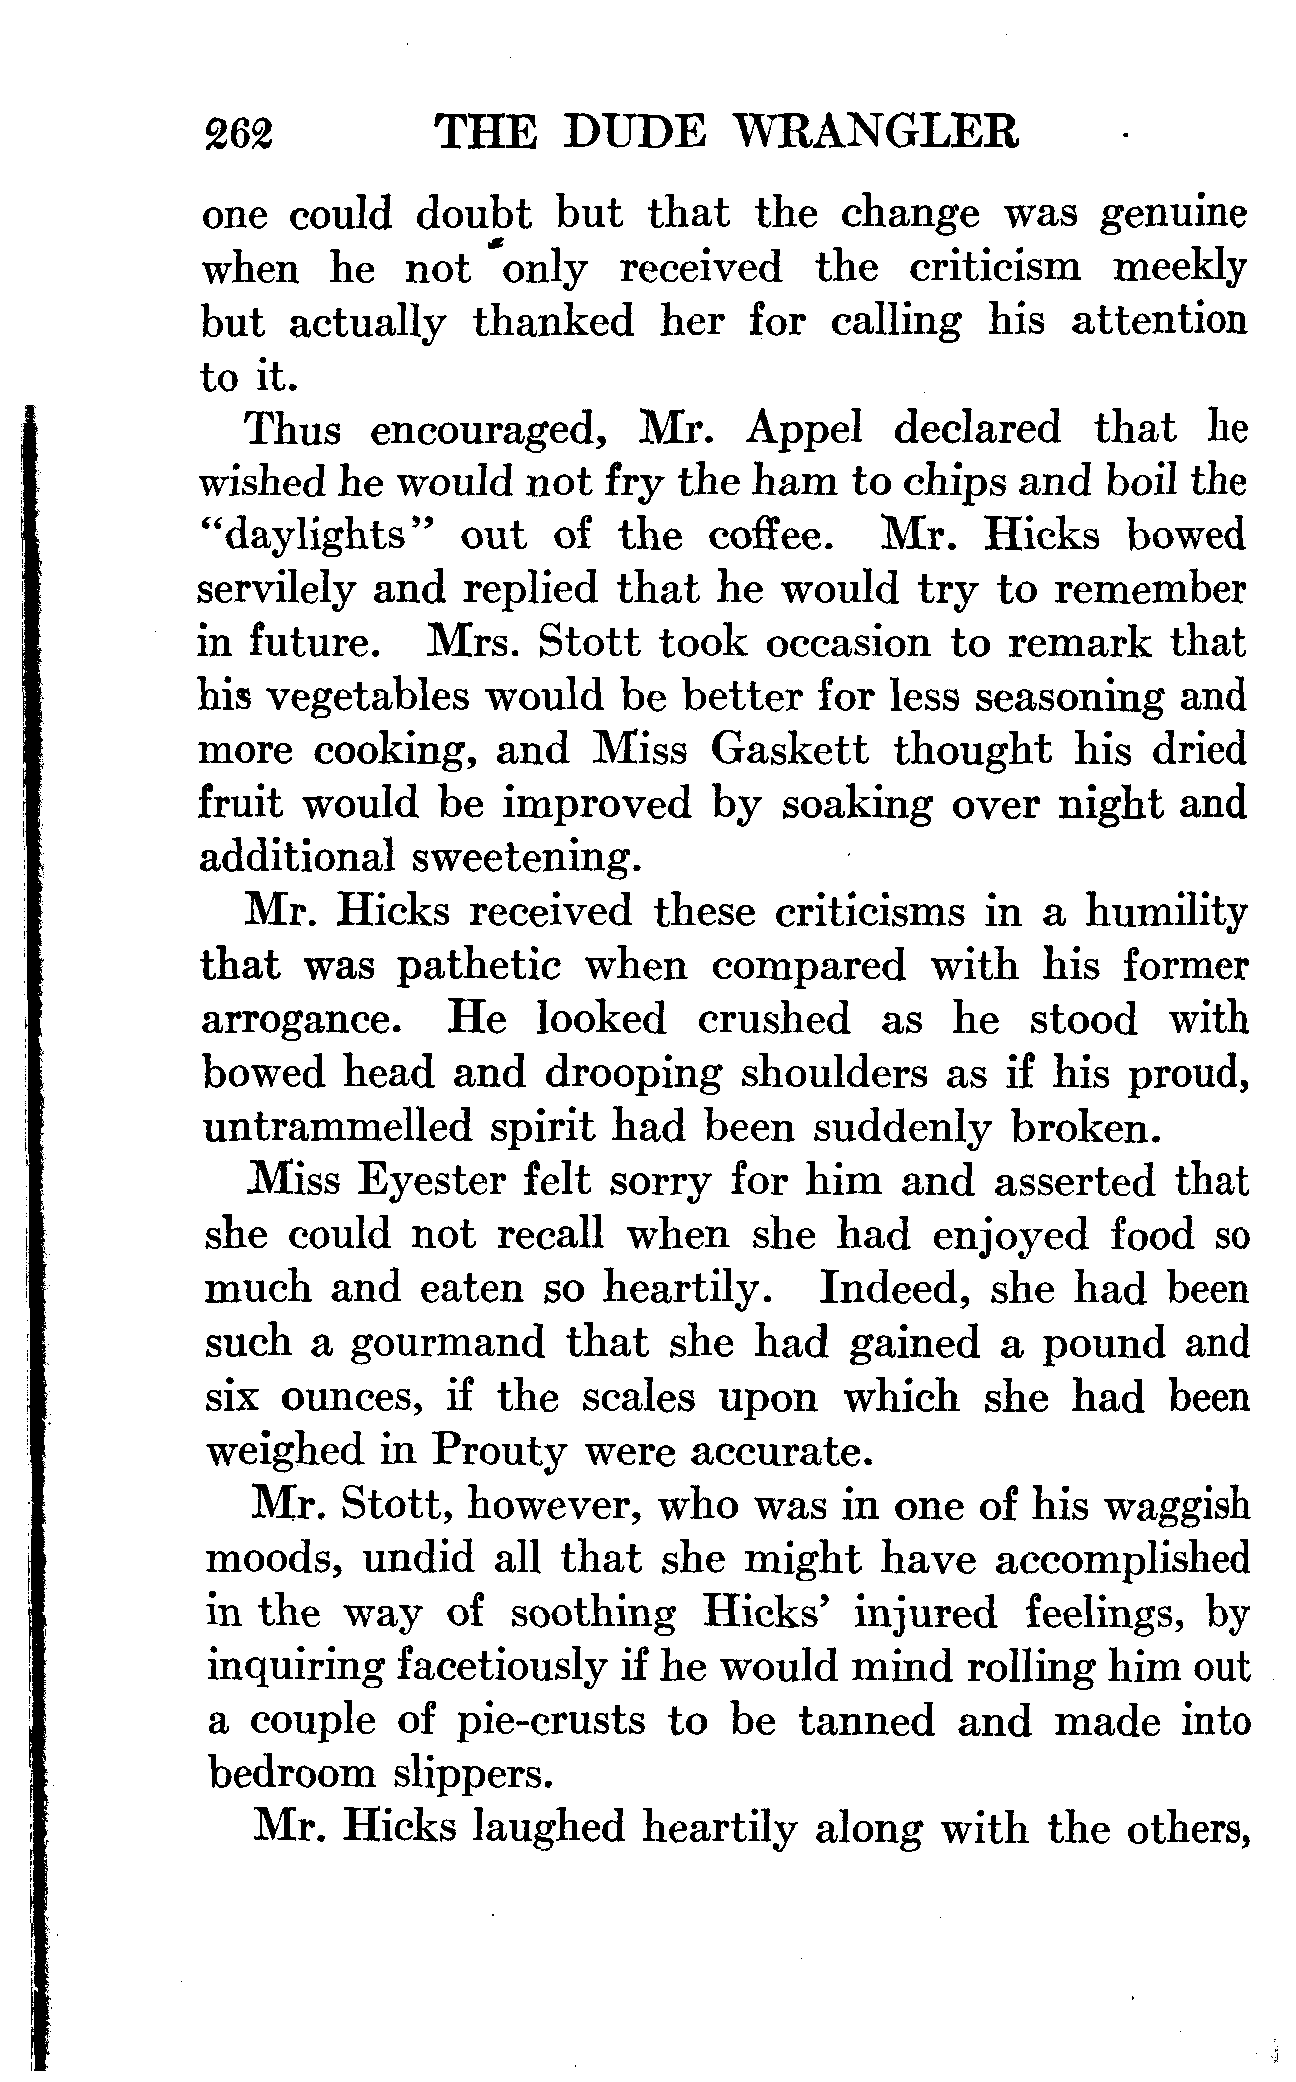 262 THE DUDE WRANGLER
one could doubt but that the change was genuine
when he not only received the criticism meekly
but actually thanked her for calling his attention
to it.
Thus encouraged, Mr. Appel declared that he
wished he would not fry the ham to chips and boil the
“daylights” out of the coffee. Mr. Hicks bowed
servilely and replied that he would try to remember
in future. Mrs. Stott took occasion to remark that
his vegetables would be better for less seasoning and
more cooking, and Miss Gaskett thought his dried
fruit would be improved by soaking over night and
additional sweetening.
Mr. Hicks received these criticisms in a humility
that was pathetic when compared with his former
arrogance. He looked crushed as he stood with
bowed head and drooping shoulders as if his proud,
untrammelled spirit had been suddenly broken.
Miss Eyester felt sorry for him and asserted that
she could not recall when she had enjoyed food so
much and eaten so heartily. Indeed, she had been
such a gourmand that she had gained a pound and
six ounces, if the scales upon which she had been
weighed in Prouty were accurate.
Mr. Stott, however, who was in one of his waggish
moods, undid all that she might have accomplished
in the way of soothing Hicks’ injured feelings, by
inquiring facetiously if he would mind rolling him out
a couple of pie-crusts to be tanned and made into
bedroom slippers.
Mr. Hicks laughed heartily along with the others,